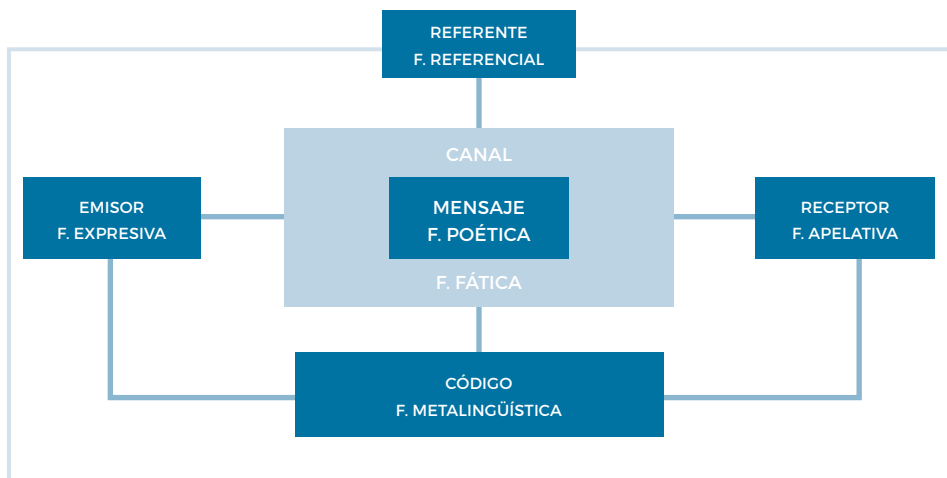 REFERENTE
F. REFERENCIAL
CANAL
EMISOR
F. EXPRESIVA
MENSAJE
F. POÉTICA
RECEPTOR
F. APELATIVA
F. FÁTICA
CÓDIGO
F. METALINGÜÍSTICA